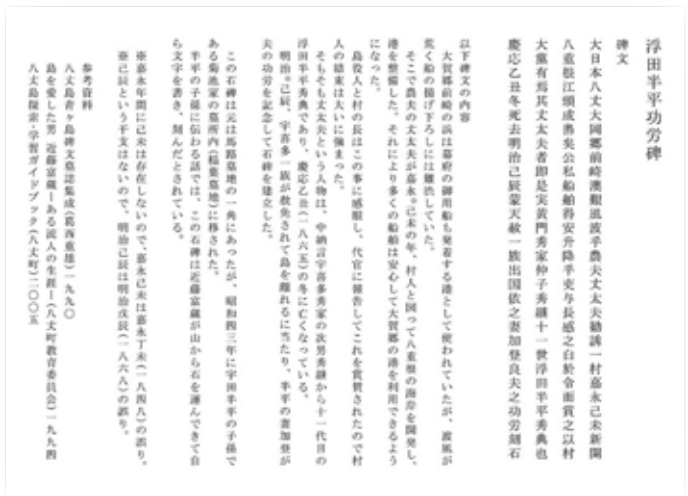 浮田半平功労碑
碑文
大日本八丈大岡郷前崎澳艱風波乎農夫丈太夫勧誘一村嘉永己未新開
八重根江頭成湊矣公私船舶得安升降乎吏与長感之白於令而賞之以村
大薫有焉其丈太夫者即是実黄門秀家仲子秀継十一世浮田半平秀典也
慶応乙丑冬死去明治己辰蒙天赦一族出国依之妻加登良夫之功労刻石
以下碑文の内容
大賀郷前崎の浜は幕府の御用船も発着する港として使われていたが、波風が
荒く船の揚げ下ろしには難渋していた。
そこで農夫の丈太夫が嘉永己未の年、村人と図って八重根の海岸を開発し、
港を整備した。それにより多くの船舶は安心して大賀郷の港を利用できるよう
になった。
島役人と村の長はこの事に感服し、代官に報告してこれを賞賛されたので村
人の結束は大いに強まった。
そもそも丈太夫という人物は、中納言宇喜多秀家の次男秀継から十一代目の
浮田半平秀典であり、慶応乙丑(一八六五)の冬に亡くなっている。
明治己辰、宇喜多一族が赦免されて島を離れるに当たり、半平の妻加登が
夫の功労を記念して石碑を建立した。
この石碑は元は馬路墓地の一角にあったが、昭和四三年に宇田半平の子孫で
ある菊池家の墓所内(稲葉墓地)に移された。
半平の子孫に伝わる話では、この石碑は近藤富蔵が山から石を運んできて自
ら文字を書き、刻んだとされている。
※嘉永年間に己未は存在しないので、嘉永己未は嘉永丁未(一八四八)の誤り。
※己辰という干支はないので、明治己辰は明治戊辰(一八六八)の誤り。
参考資料
八丈島青ヶ島碑文墓誌集成(葛西重雄)一九九〇
島を愛した男 近藤富蔵―ある流人の生涯―(八丈町教育委員会)一九九四
八丈島探索・学習ガイドブック(八丈町)二〇〇五